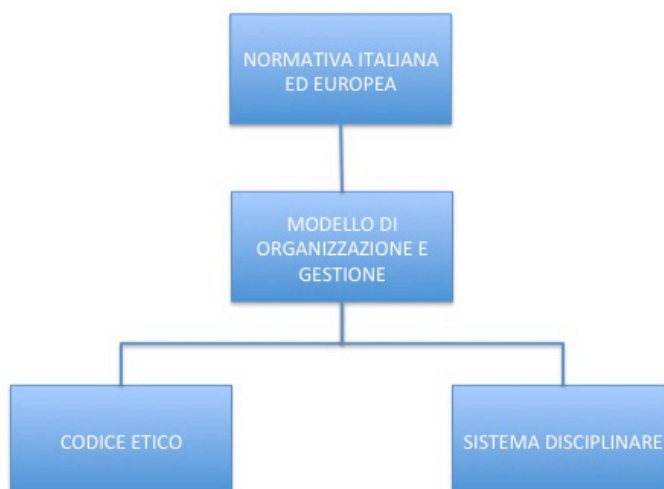 NORMATIVA ITALIANA
ED EUROPEA
MODELLO DI
ORGANIZZAZIONE E
GESTIONE
CODICE ETICO
SISTEMA DISCIPLINARE